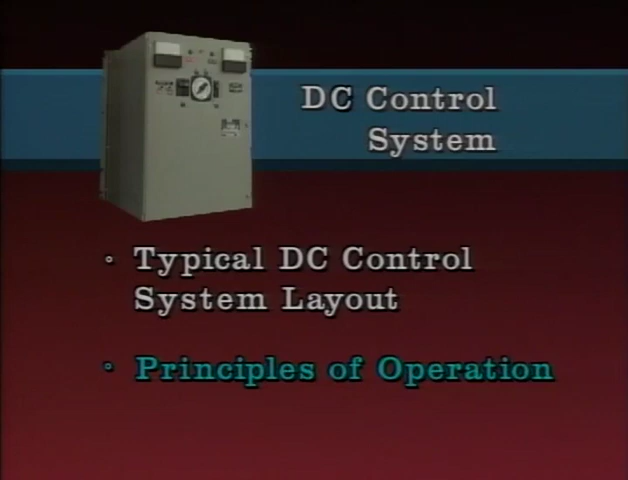 DC Control
System
• Typical DC Control
System Layout
• Principles of Operation